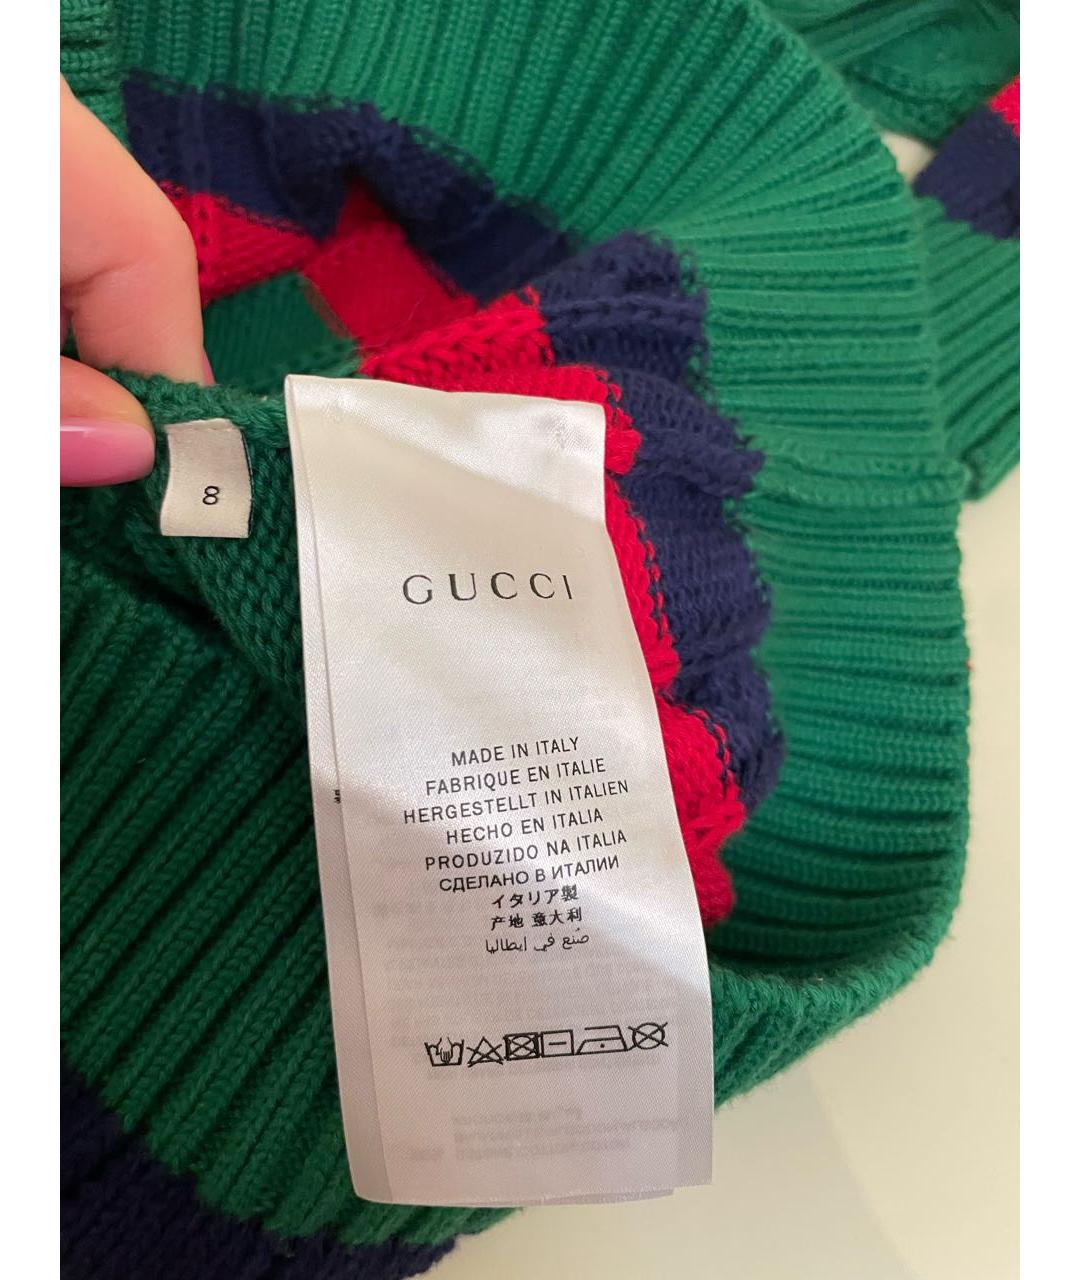 8
GUCCI
MADE IN ITALY
FABRIQUE EN ITALIE
HERGESTELLT IN ITALIEN
HECHO EN ITALIA
PRODUZIDO NA ITALIA
СДЕЛАНО В ИТАЛИИ
イタリア製
产地 意大利
صُنع في ايطاليا